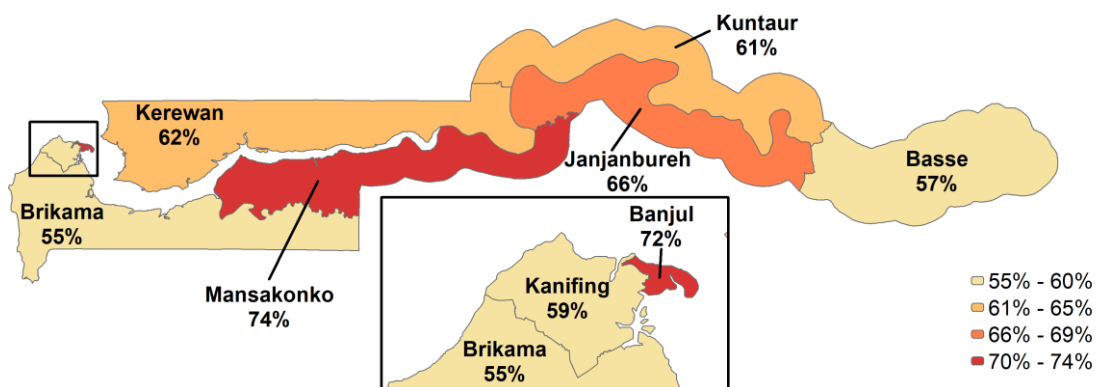 Kuntaur
61%
Kerewan
62%
Janjanbureh
66%
Basse
57%
Brikama
55%
Mansakonko
74%
Banjul
72%
Kanifing
59%
Brikama
55%
55% - 60%
61% - 65%
66% - 69%
70% - 74%